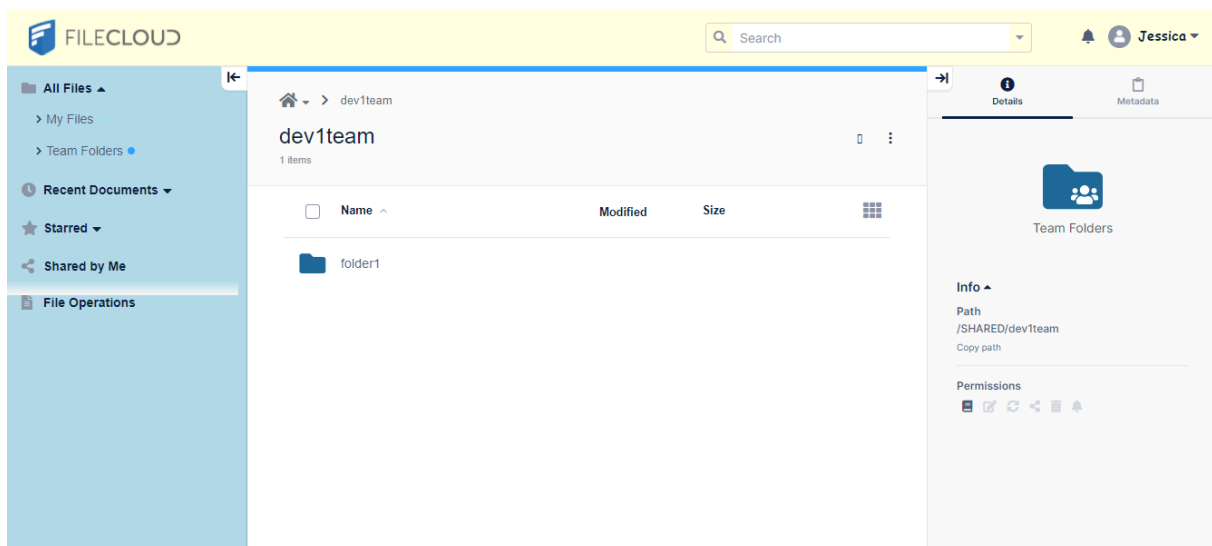 FILECLOUD
Search
Jessica
All Files
My Files
Team Folders
Recent Documents
Starred
Shared by Me
File Operations
dev1team
dev1team
1 items
Name
Modified
Size
folder1
Details
Metadata
Team Folders
Info
Path
/SHARED/dev1team
Copy path
Permissions